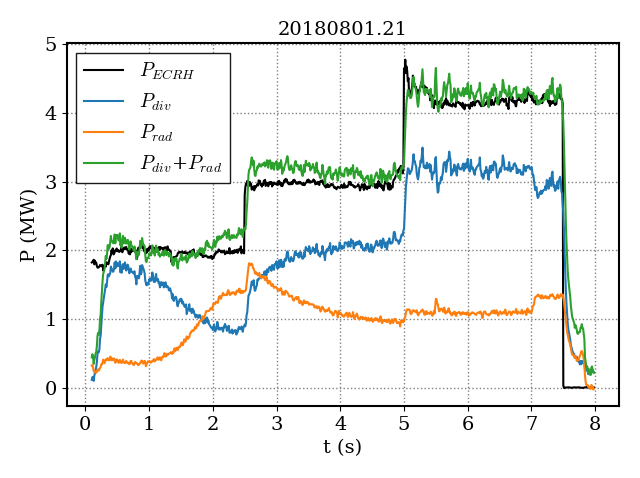 20180801.21
P_ECRH
P_div
P_rad
P_div+P_rad
P (MW)
5
4
3
2
1
0
0 1 2 3 4 5 6 7 8
t (s)